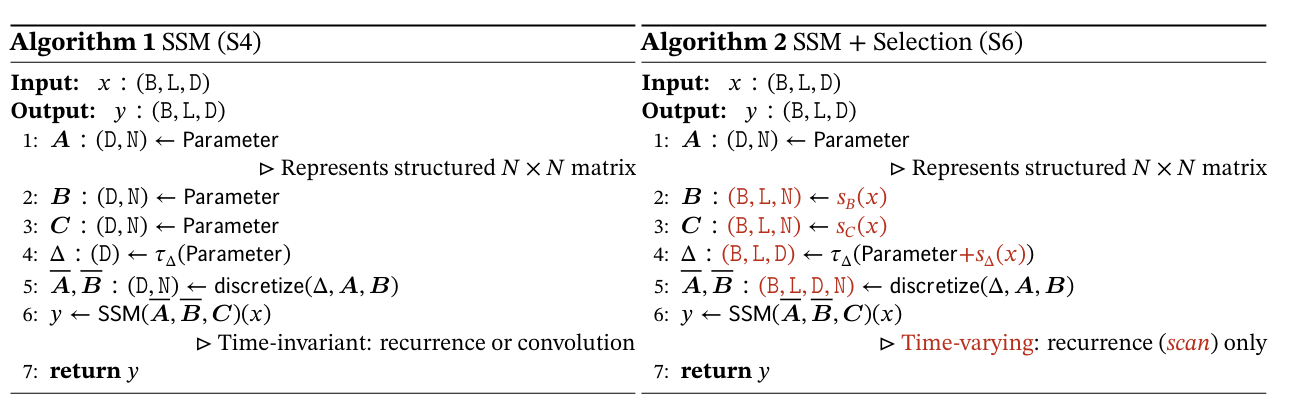 Algorithm 1 SSM (S4)
Input: x : (B, L, D)
Output: y : (B, L, D)
1: A : (D, N) ← Parameter
▷ Represents structured N × N matrix
2: B : (D, N) ← Parameter
3: C : (D, N) ← Parameter
4: Δ : (D) ← τ_Δ(Parameter)
5: A̅, B̅ : (D, N) ← discretize(Δ, A, B)
6: y ← SSM(A̅, B̅, C)(x)
▷ Time-invariant: recurrence or convolution
7: return y
Algorithm 2 SSM + Selection (S6)
Input: x : (B, L, D)
Output: y : (B, L, D)
1: A : (D, N) ← Parameter
▷ Represents structured N × N matrix
2: B : (B, L, N) ← s_B(x)
3: C : (B, L, N) ← s_C(x)
4: Δ : (B, L, D) ← τ_Δ(Parameter+s_Δ(x))
5: A̅, B̅ : (B, L, D, N) ← discretize(Δ, A, B)
6: y ← SSM(A̅, B̅, C)(x)
▷ Time-varying: recurrence (scan) only
7: return y